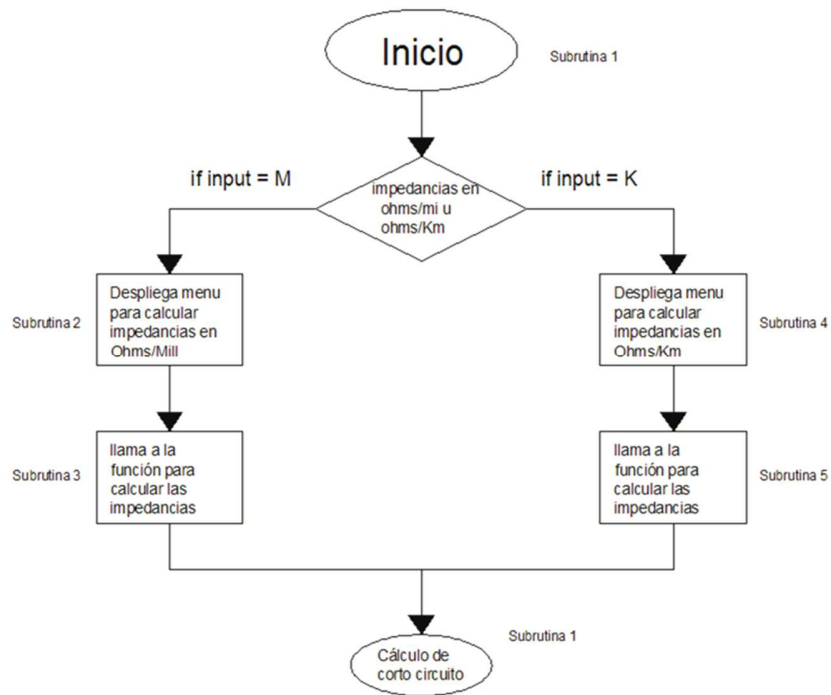 Inicio
Subrutina 1
if input = M
impedancias en
ohms/mi u
ohms/Km
if input = K
Subrutina 2
Despliega menu
para calcular
impedancias en
Ohms/Mill
Despliega menu
para calcular
impedancias en
Ohms/Km
Subrutina 4
Subrutina 3
llama a la
función para
calcular las
impedancias
llama a la
función para
calcular las
impedancias
Subrutina 5
Subrutina 1
Cálculo de
corto circuito